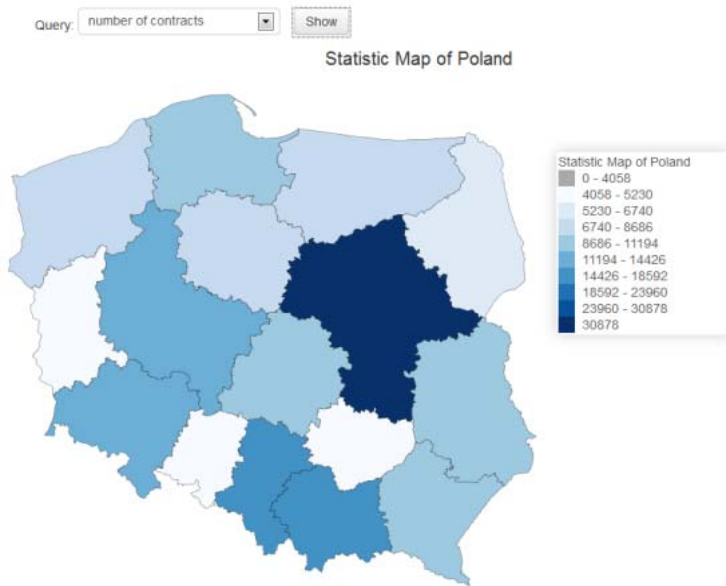 Query: number of contracts Show
Statistic Map of Poland
Statistic Map of Poland
0 - 4058
4058 - 5230
5230 - 6740
6740 - 8686
8686 - 11194
11194 - 14426
14426 - 18592
18592 - 23960
23960 - 30878
30878